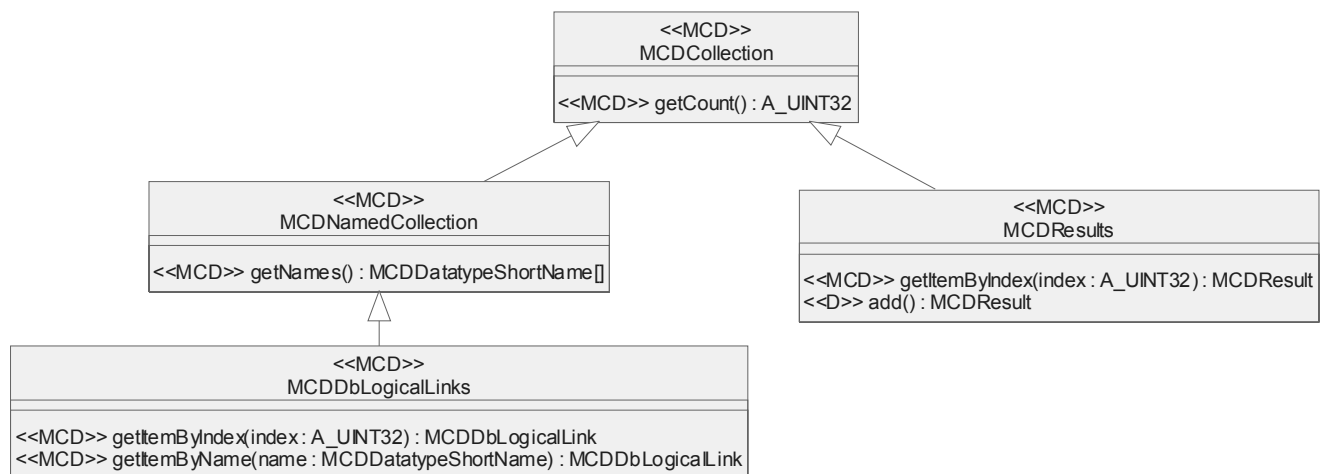 <<MCD>>
MCDCollection
<<MCD>> getCount() : A_UINT32
<<MCD>>
MCDNamedCollection
<<MCD>> getNames() : MCDDatatypeShortName[]
<<MCD>>
MCDResults
<<MCD>> getItemByIndex(index : A_UINT32) : MCDResult
<<D>> add() : MCDResult
<<MCD>>
MCDDbLogicalLinks
<<MCD>> getItemByIndex(index : A_UINT32) : MCDDbLogicalLink
<<MCD>> getItemByName(name : MCDDatatypeShortName) : MCDDbLogicalLink